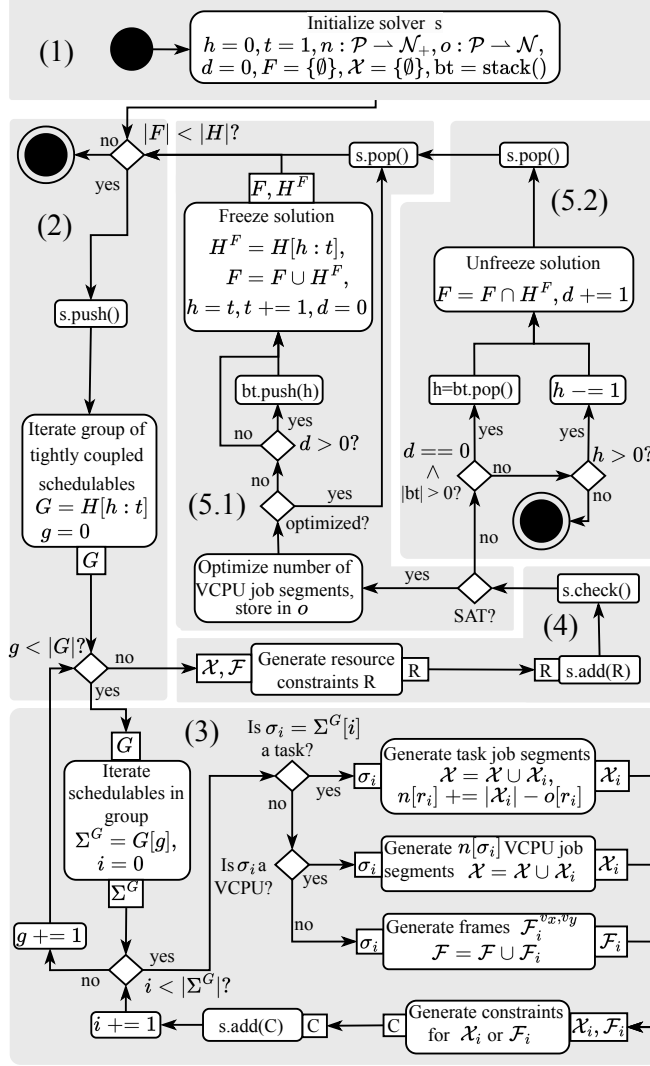 (1)
Initialize solver s
h = 0, t = 1, n : 𝒫 ⇀ 𝒩₊, o : 𝒫 ⇀ 𝒩,
d = 0, F = {∅}, 𝒳 = {∅}, bt = stack()
|F| < |H|?
no
yes
(2)
s.push()
Iterate group of
tightly coupled
schedulables
G = H[h : t]
g = 0
G
g < |G|?
no
yes
s.pop()
F, H^F
Freeze solution
H^F = H[h : t],
F = F ∪ H^F,
h = t, t += 1, d = 0
bt.push(h)
yes
no
d > 0?
no
yes
(5.1)
optimized?
Optimize number of
VCPU job segments,
store in o
yes
s.pop()
(5.2)
Unfreeze solution
F = F ∩ H^F, d += 1
h=bt.pop()
h −= 1
yes
yes
d == 0
∧
|bt| > 0?
no
h > 0?
no
no
SAT?
s.check()
(4)
𝒳, ℱ
Generate resource
constraints R
R
R
s.add(R)
(3)
G
Iterate
schedulables in
group
Σ^G = G[g],
i = 0
Σ^G
g += 1
no
yes
i < |Σ^G|?
i += 1
Is σᵢ = Σ^G[i]
a task?
yes
no
σᵢ
Generate task job segments
𝒳 = 𝒳 ∪ 𝒳ᵢ,
n[rᵢ] += |𝒳ᵢ| − o[rᵢ]
𝒳ᵢ
Is σᵢ a
VCPU?
yes
no
σᵢ
Generate n[σᵢ] VCPU job
segments 𝒳 = 𝒳 ∪ 𝒳ᵢ
𝒳ᵢ
σᵢ
Generate frames ℱᵢ^{vₓ,v_y}
ℱ = ℱ ∪ ℱᵢ
ℱᵢ
s.add(C)
C
C
Generate constraints
for 𝒳ᵢ or ℱᵢ
𝒳ᵢ, ℱᵢ